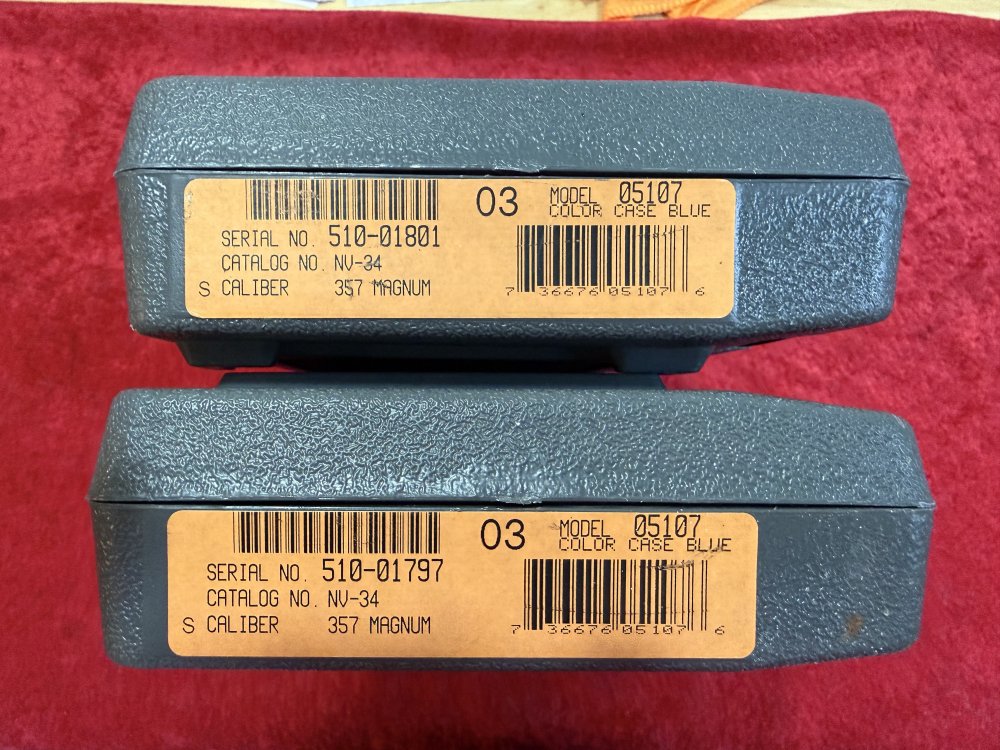 03 MODEL 05107
COLOR CASE BLUE
SERIAL NO. 510-01801
CATALOG NO. NV-34
S CALIBER 357 MAGNUM
7 36676 05107 6
03 MODEL 05107
COLOR CASE BLUE
SERIAL NO. 510-01797
CATALOG NO. NV-34
S CALIBER 357 MAGNUM
7 36676 05107 6